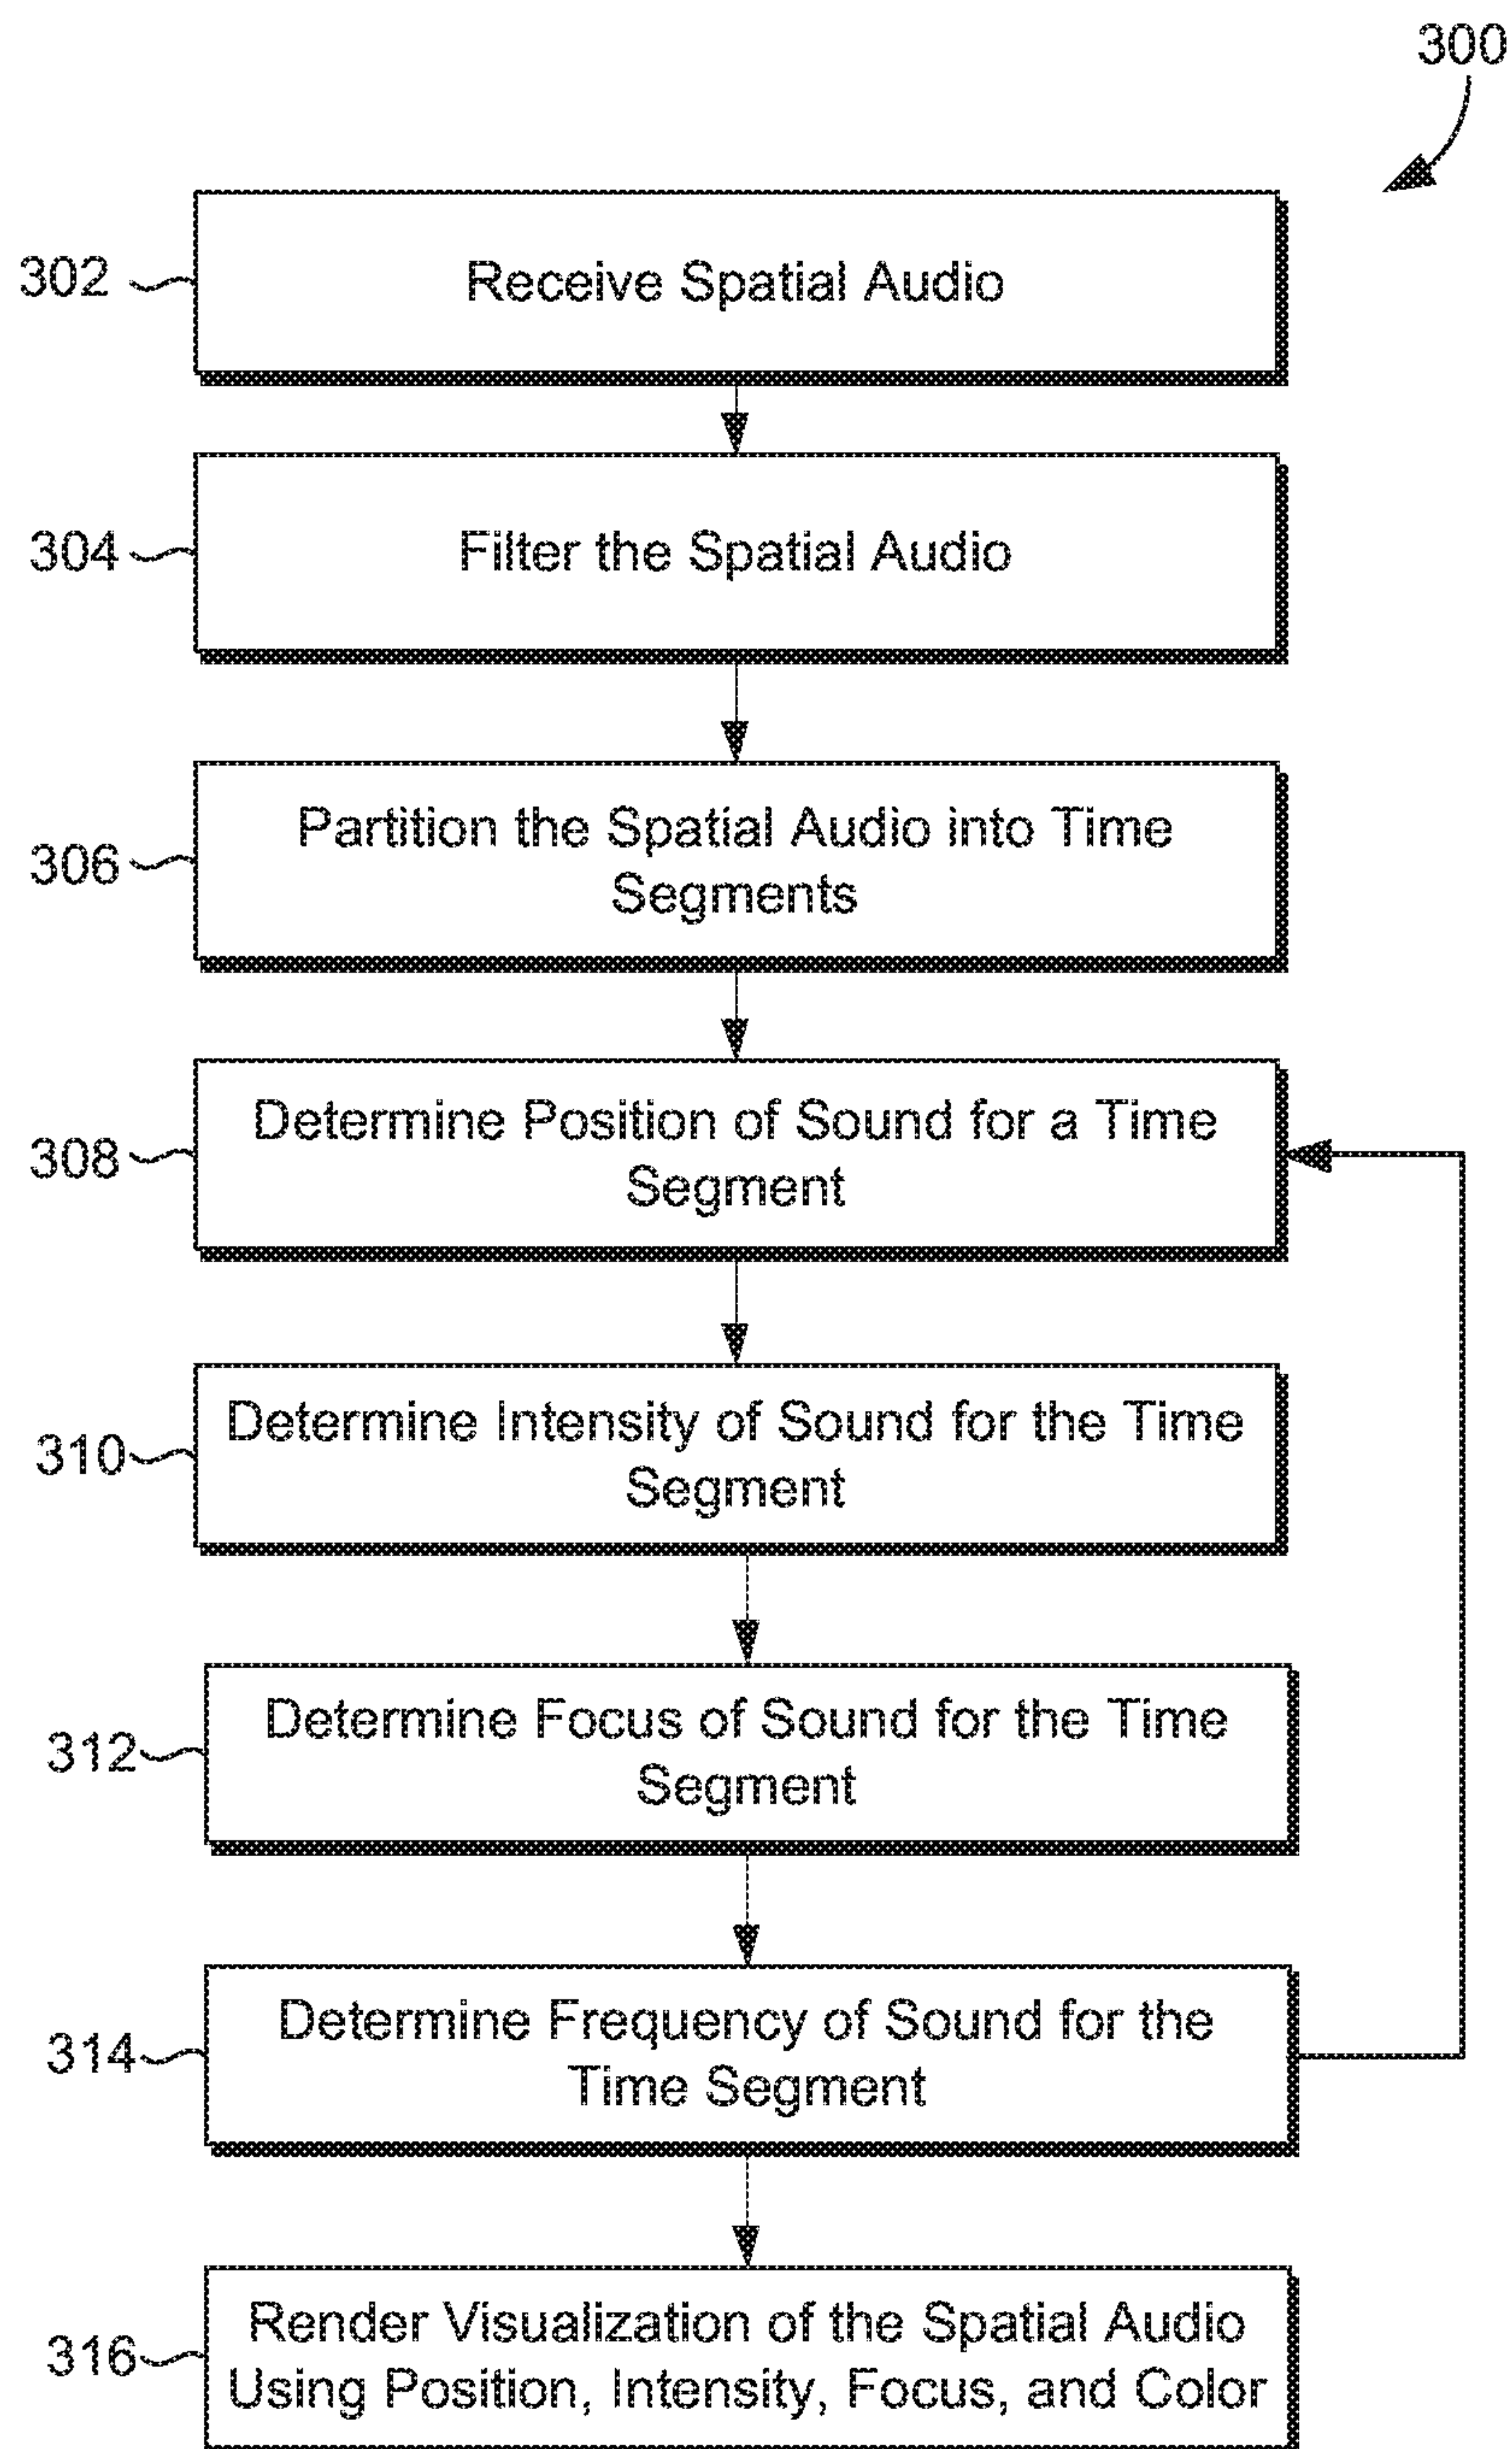 300
302
Receive Spatial Audio
304
Filter the Spatial Audio
306
Partition the Spatial Audio into Time
Segments
308
Determine Position of Sound for a Time
Segment
310
Determine Intensity of Sound for the Time
Segment
312
Determine Focus of Sound for the Time
Segment
314
Determine Frequency of Sound for the
Time Segment
316
Render Visualization of the Spatial Audio
Using Position, Intensity, Focus, and Color